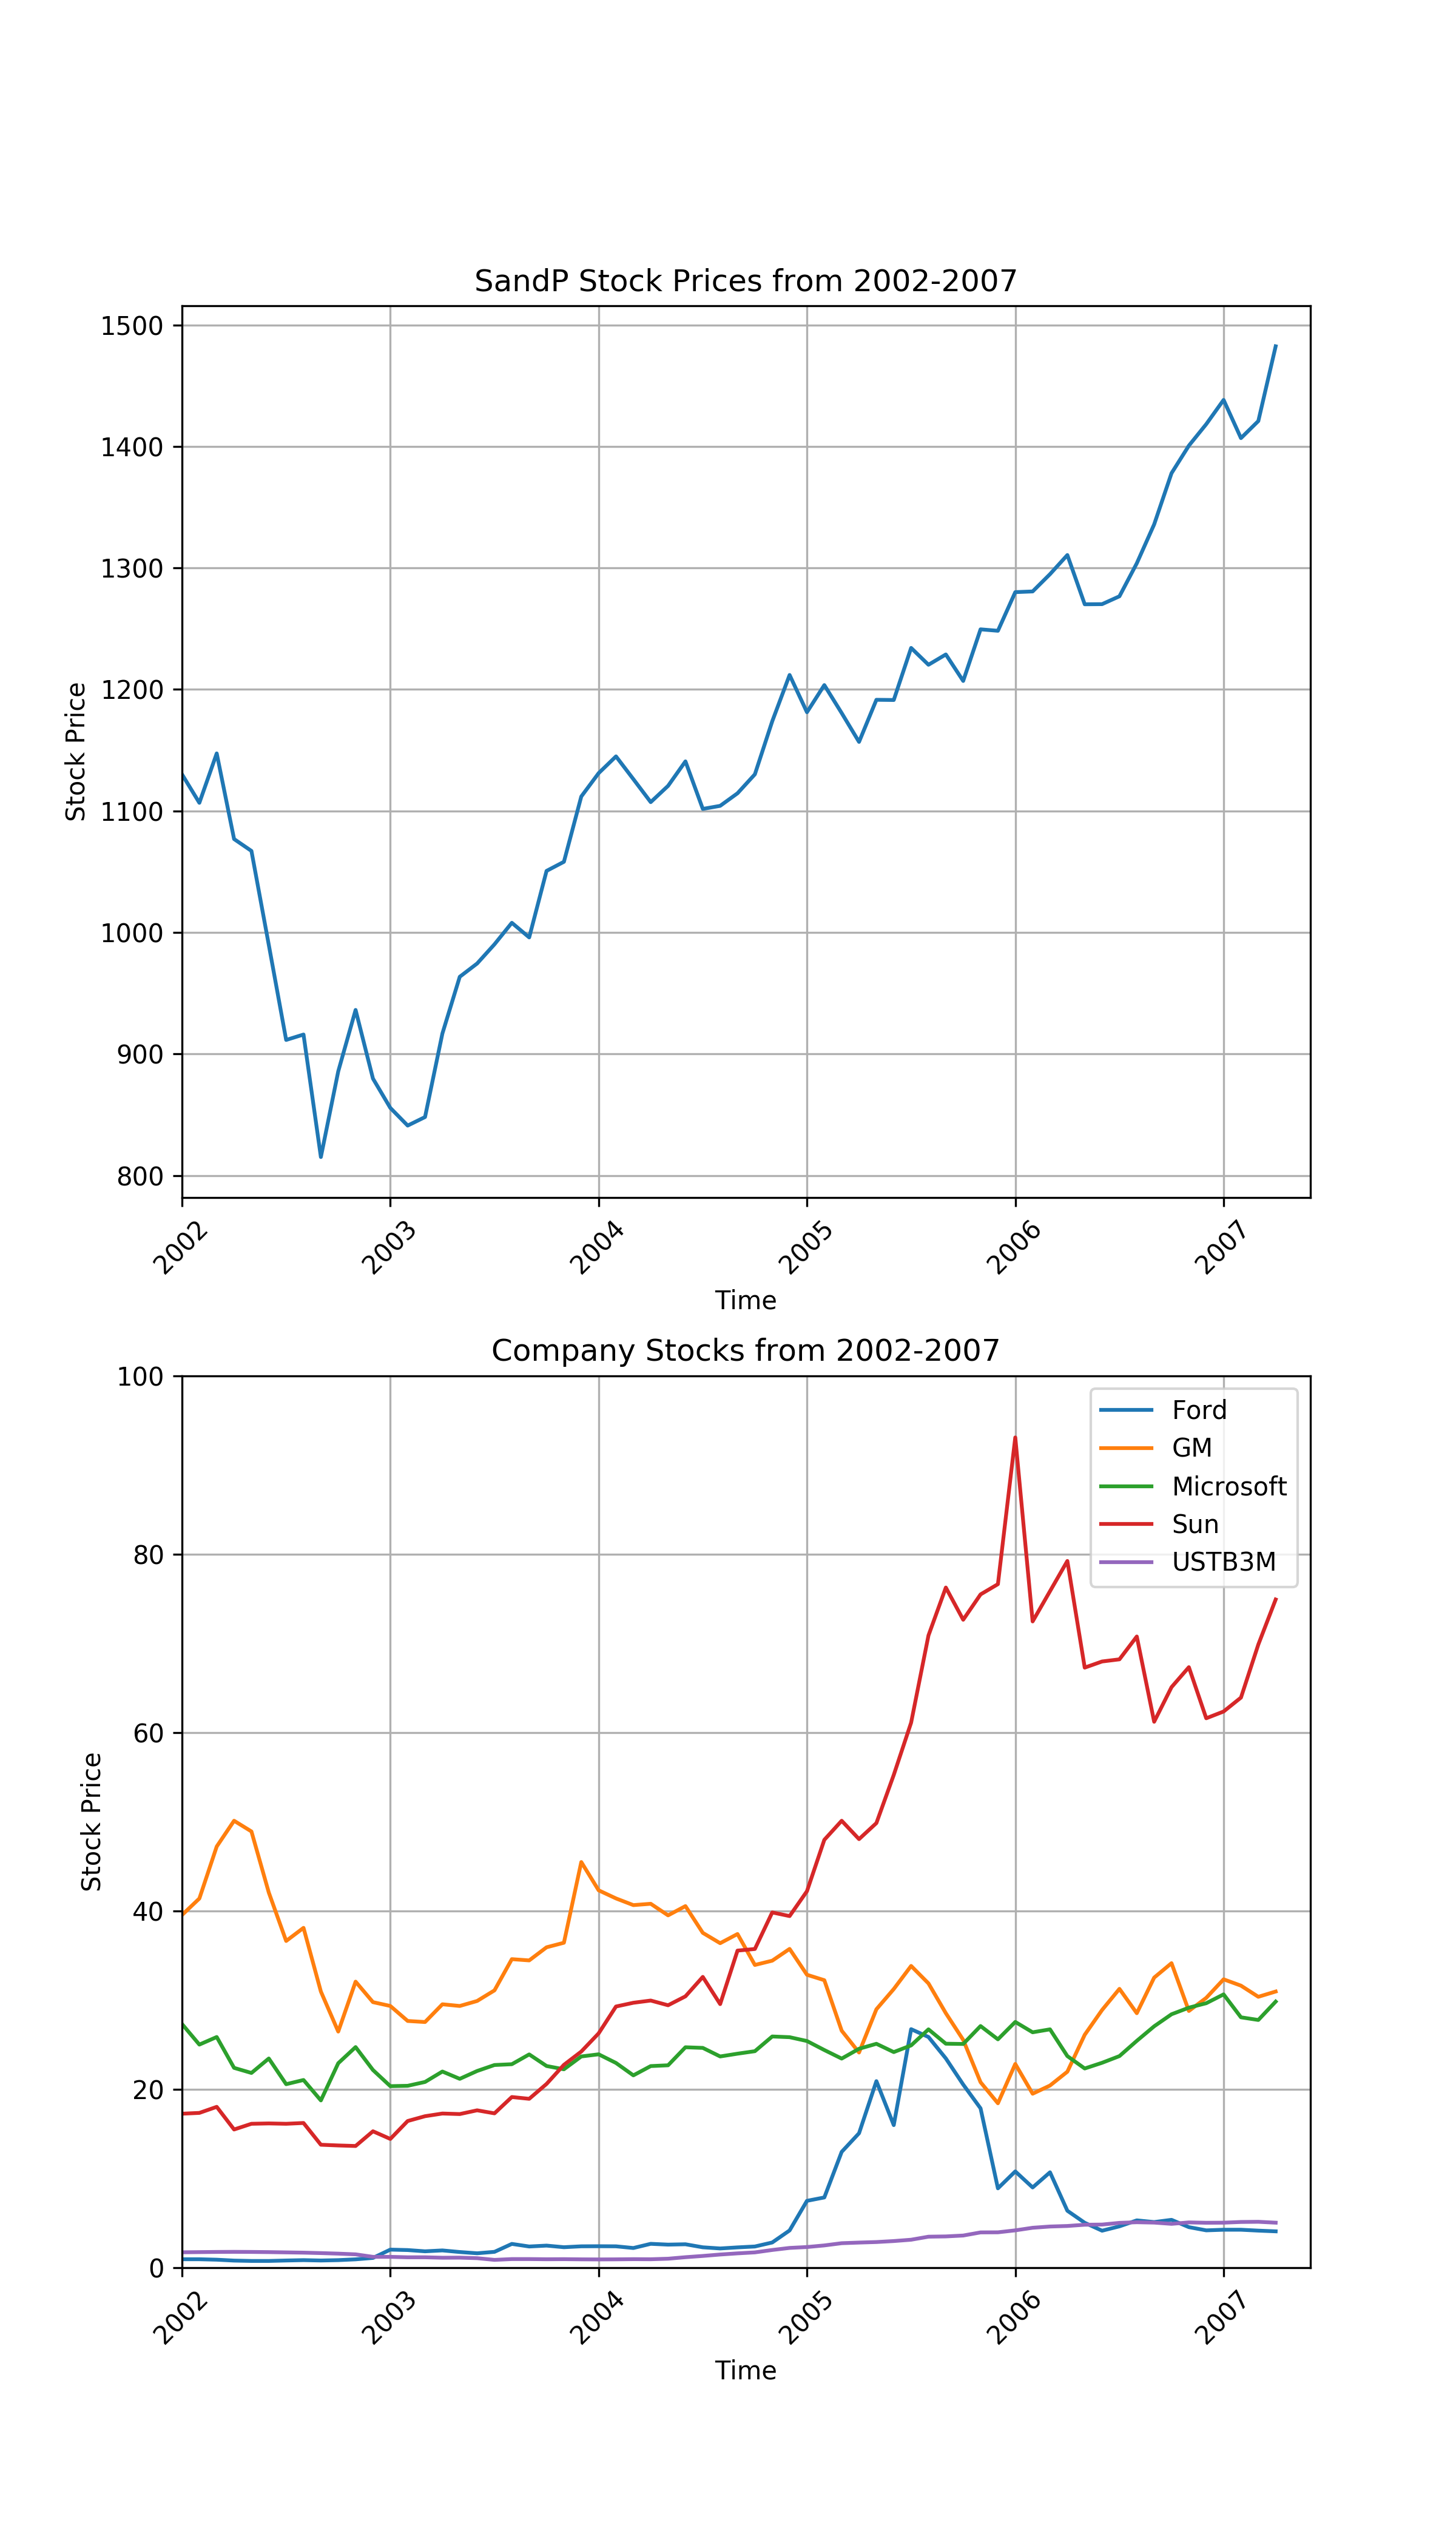 SandP Stock Prices from 2002-2007
1500
1400
1300
1200
1100
1000
900
800
Stock Price
2002 2003 2004 2005 2006 2007
Time
Company Stocks from 2002-2007
100
80
60
40
20
0
Stock Price
Ford
GM
Microsoft
Sun
USTB3M
2002 2003 2004 2005 2006 2007
Time